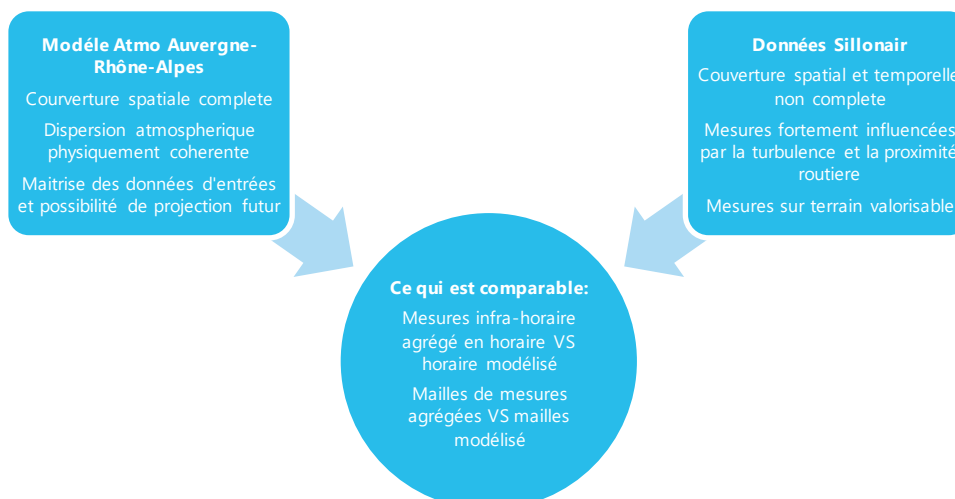 Modéle Atmo Auvergne-
Rhône-Alpes
Courverture spatiale complete
Dispersion atmospherique
physiquement coherente
Maitrise des données d'entrées
et possibilité de projection futur
Données Sillonair
Couverture spatial et temporelle
non complete
Mesures fortement influencées
par la turbulence et la proximité
routiere
Mesures sur terrain valorisable
Ce qui est comparable:
Mesures infra-horaire
agrégé en horaire VS
horaire modélisé
Mailles de mesures
agrégées VS mailles
modélisé